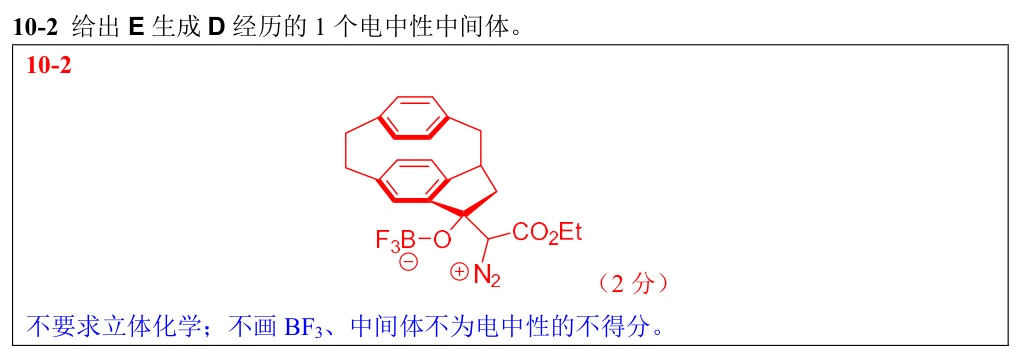 10-2 给出 E 生成 D 经历的 1 个电中性中间体。
10-2
CO₂Et
F₃B–O
⊖
⊕ N₂
（2 分）
不要求立体化学；不画 BF₃、中间体不为电中性的不得分。